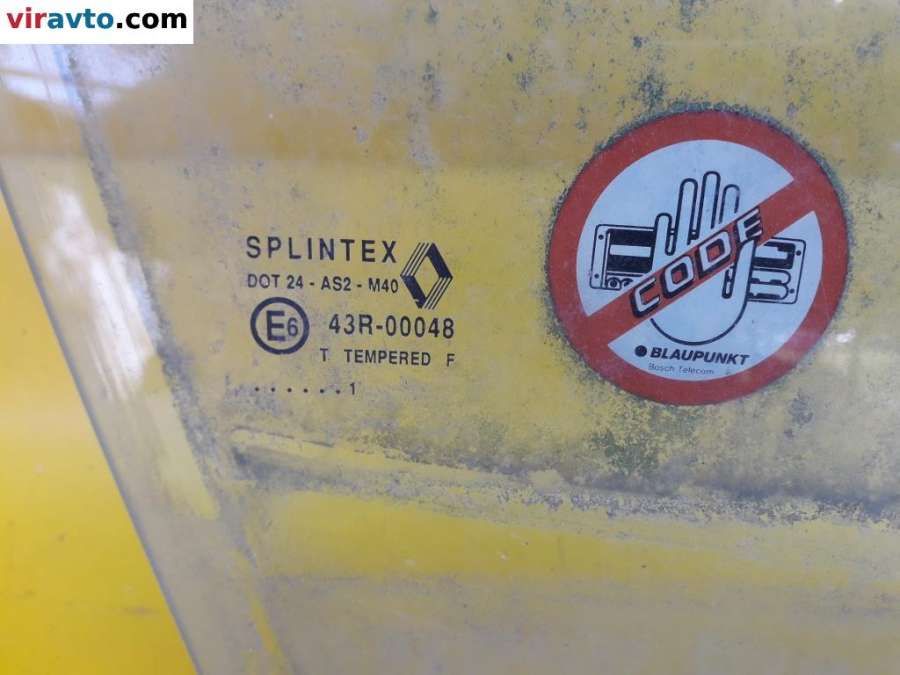 viravto.com
SPLINTEX
DOT 24 - AS2 - M40
E6 43R-00048
T TEMPERED F
. . . . . . . 1
CODE
BLAUPUNKT
Bosch Telecom